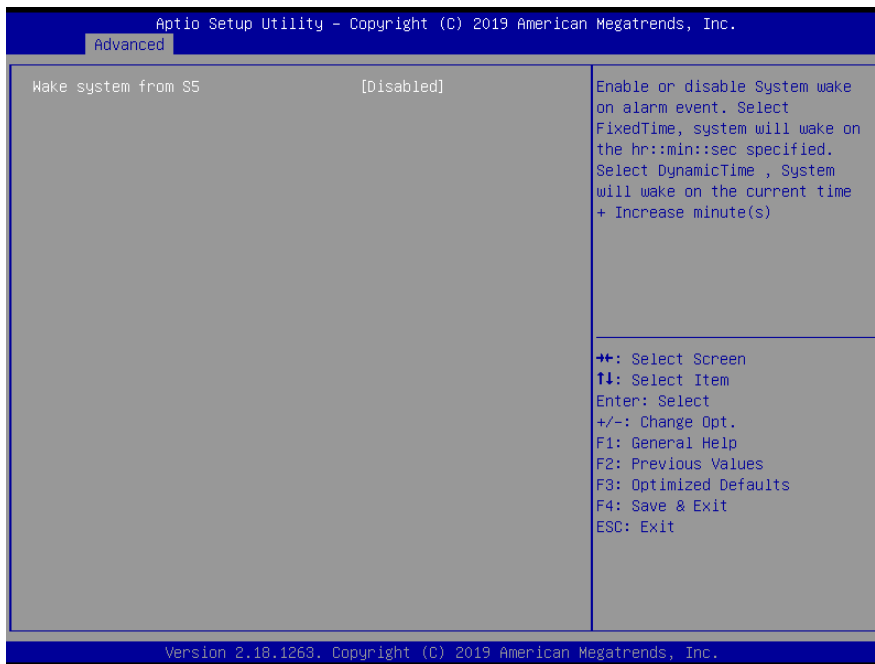 Aptio Setup Utility – Copyright (C) 2019 American Megatrends, Inc.
Advanced
Wake system from S5 [Disabled]
Enable or disable System wake
on alarm event. Select
FixedTime, system will wake on
the hr::min::sec specified.
Select DynamicTime , System
will wake on the current time
+ Increase minute(s)
→←: Select Screen
↑↓: Select Item
Enter: Select
+/-: Change Opt.
F1: General Help
F2: Previous Values
F3: Optimized Defaults
F4: Save & Exit
ESC: Exit
Version 2.18.1263. Copyright (C) 2019 American Megatrends, Inc.